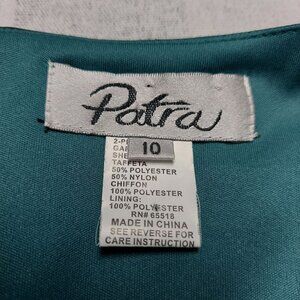 Patra
10
TAFFETA
50% POLYESTER
50% NYLON
CHIFFON
100% POLYESTER
LINING:
100% POLYESTER
RN# 65518
MADE IN CHINA
SEE REVERSE FOR
CARE INSTRUCTION